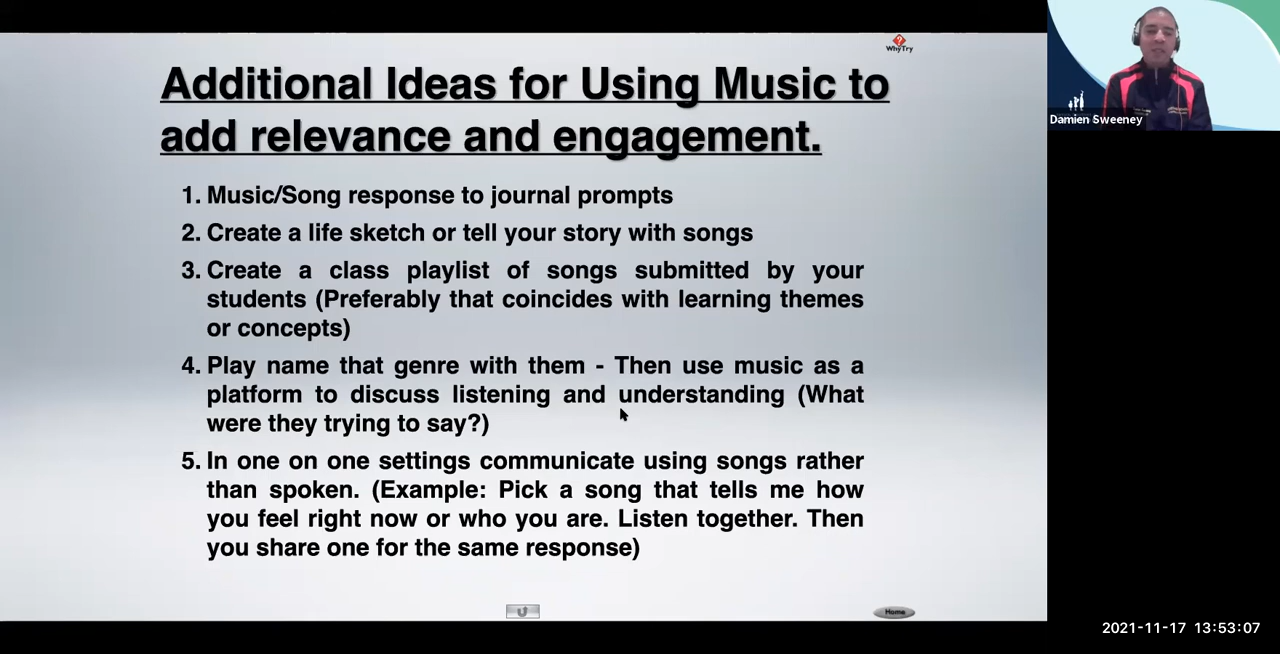 WhyTry
Additional Ideas for Using Music to
add relevance and engagement.
1. Music/Song response to journal prompts
2. Create a life sketch or tell your story with songs
3. Create a class playlist of songs submitted by your
students (Preferably that coincides with learning themes
or concepts)
4. Play name that genre with them - Then use music as a
platform to discuss listening and understanding (What
were they trying to say?)
5. In one on one settings communicate using songs rather
than spoken. (Example: Pick a song that tells me how
you feel right now or who you are. Listen together. Then
you share one for the same response)
Home
Damien Sweeney
2021-11-17 13:53:07